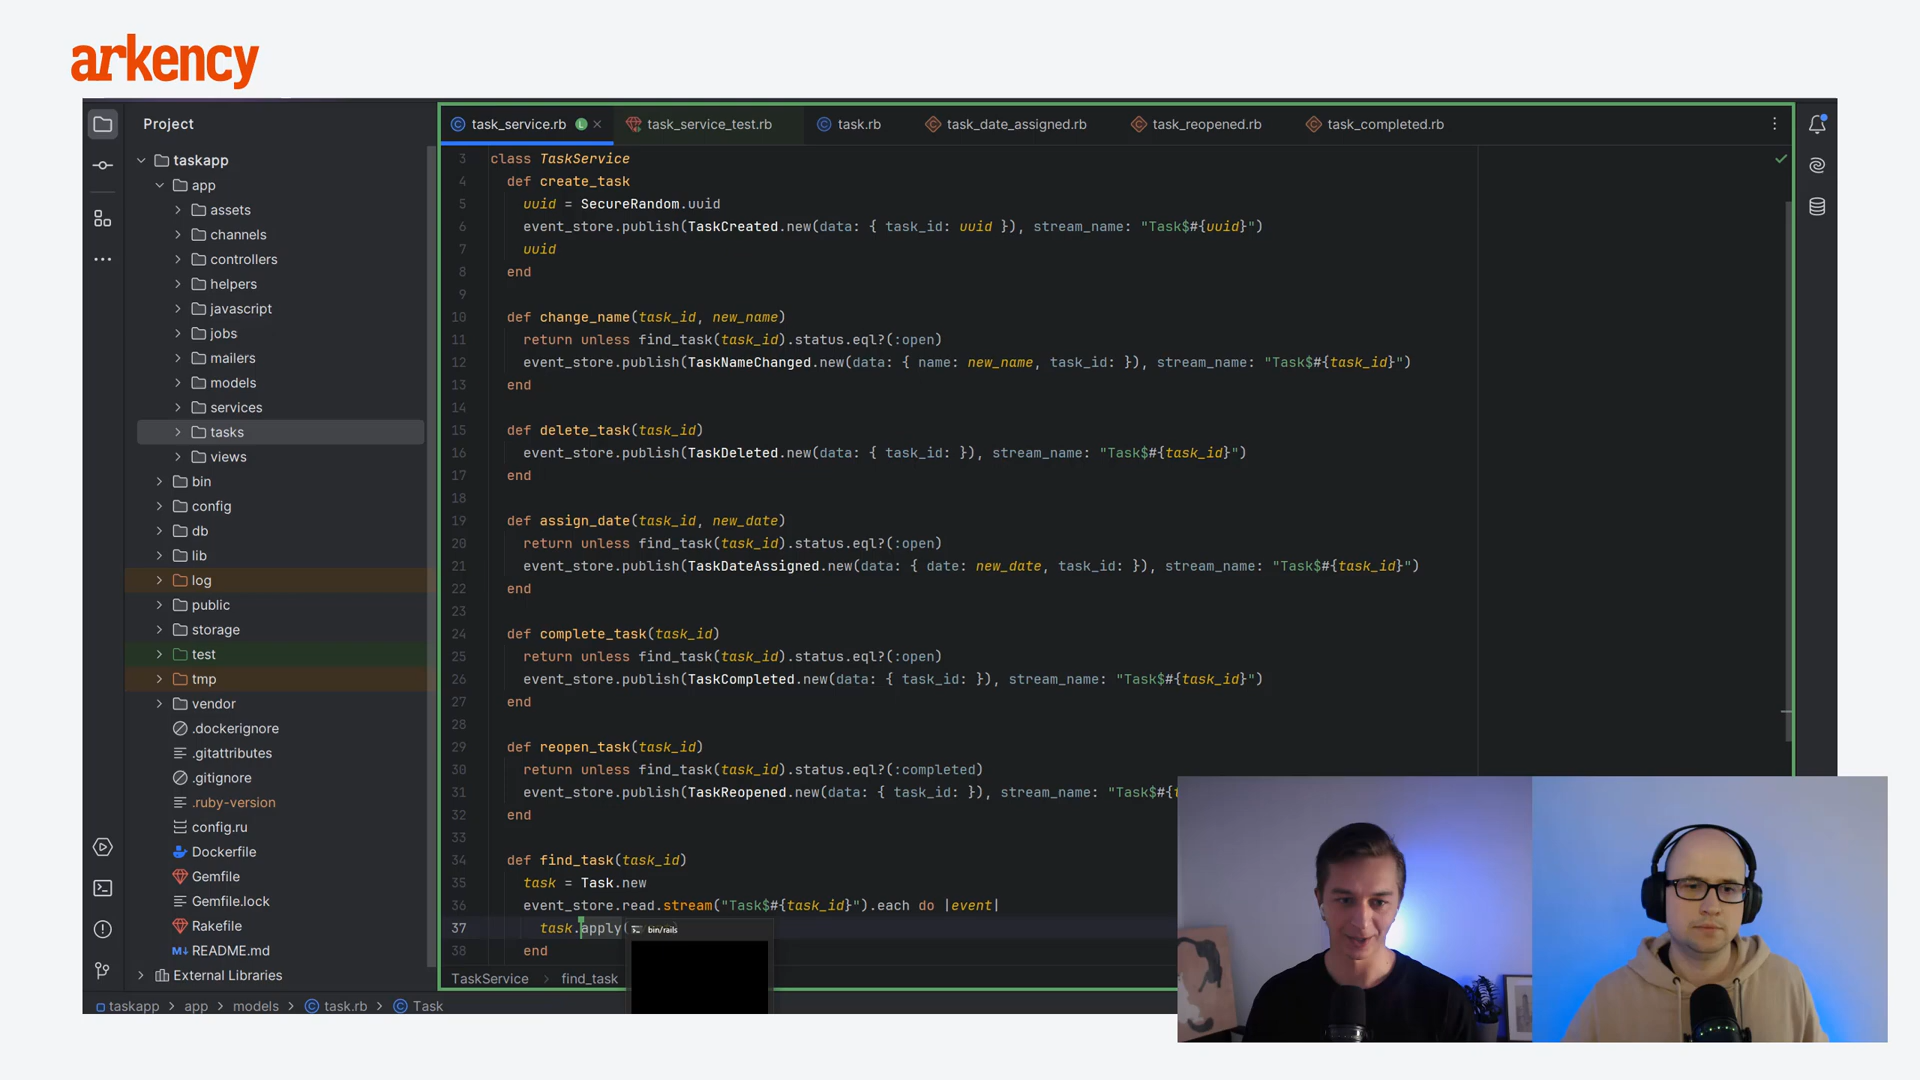 arkency
Project
taskapp
app
assets
channels
controllers
helpers
javascript
jobs
mailers
models
services
tasks
views
bin
config
db
lib
log
public
storage
test
tmp
vendor
.dockerignore
.gitattributes
.gitignore
.ruby-version
config.ru
Dockerfile
Gemfile
Gemfile.lock
Rakefile
README.md
External Libraries
task_service.rb task_service_test.rb task.rb task_date_assigned.rb task_reopened.rb task_completed.rb
3 class TaskService
4 def create_task
5 uuid = SecureRandom.uuid
6 event_store.publish(TaskCreated.new(data: { task_id: uuid }), stream_name: "Task$#{uuid}")
7 uuid
8 end
9
10 def change_name(task_id, new_name)
11 return unless find_task(task_id).status.eql?(:open)
12 event_store.publish(TaskNameChanged.new(data: { name: new_name, task_id: }), stream_name: "Task$#{task_id}")
13 end
14
15 def delete_task(task_id)
16 event_store.publish(TaskDeleted.new(data: { task_id: }), stream_name: "Task$#{task_id}")
17 end
18
19 def assign_date(task_id, new_date)
20 return unless find_task(task_id).status.eql?(:open)
21 event_store.publish(TaskDateAssigned.new(data: { date: new_date, task_id: }), stream_name: "Task$#{task_id}")
22 end
23
24 def complete_task(task_id)
25 return unless find_task(task_id).status.eql?(:open)
26 event_store.publish(TaskCompleted.new(data: { task_id: }), stream_name: "Task$#{task_id}")
27 end
28
29 def reopen_task(task_id)
30 return unless find_task(task_id).status.eql?(:completed)
31 event_store.publish(TaskReopened.new(data: { task_id: }), stream_name: "Task$#{t
32 end
33
34 def find_task(task_id)
35 task = Task.new
36 event_store.read.stream("Task$#{task_id}").each do |event|
37 task.apply(
38 end
bin/rails
TaskService > find_task
taskapp > app > models > task.rb > Task